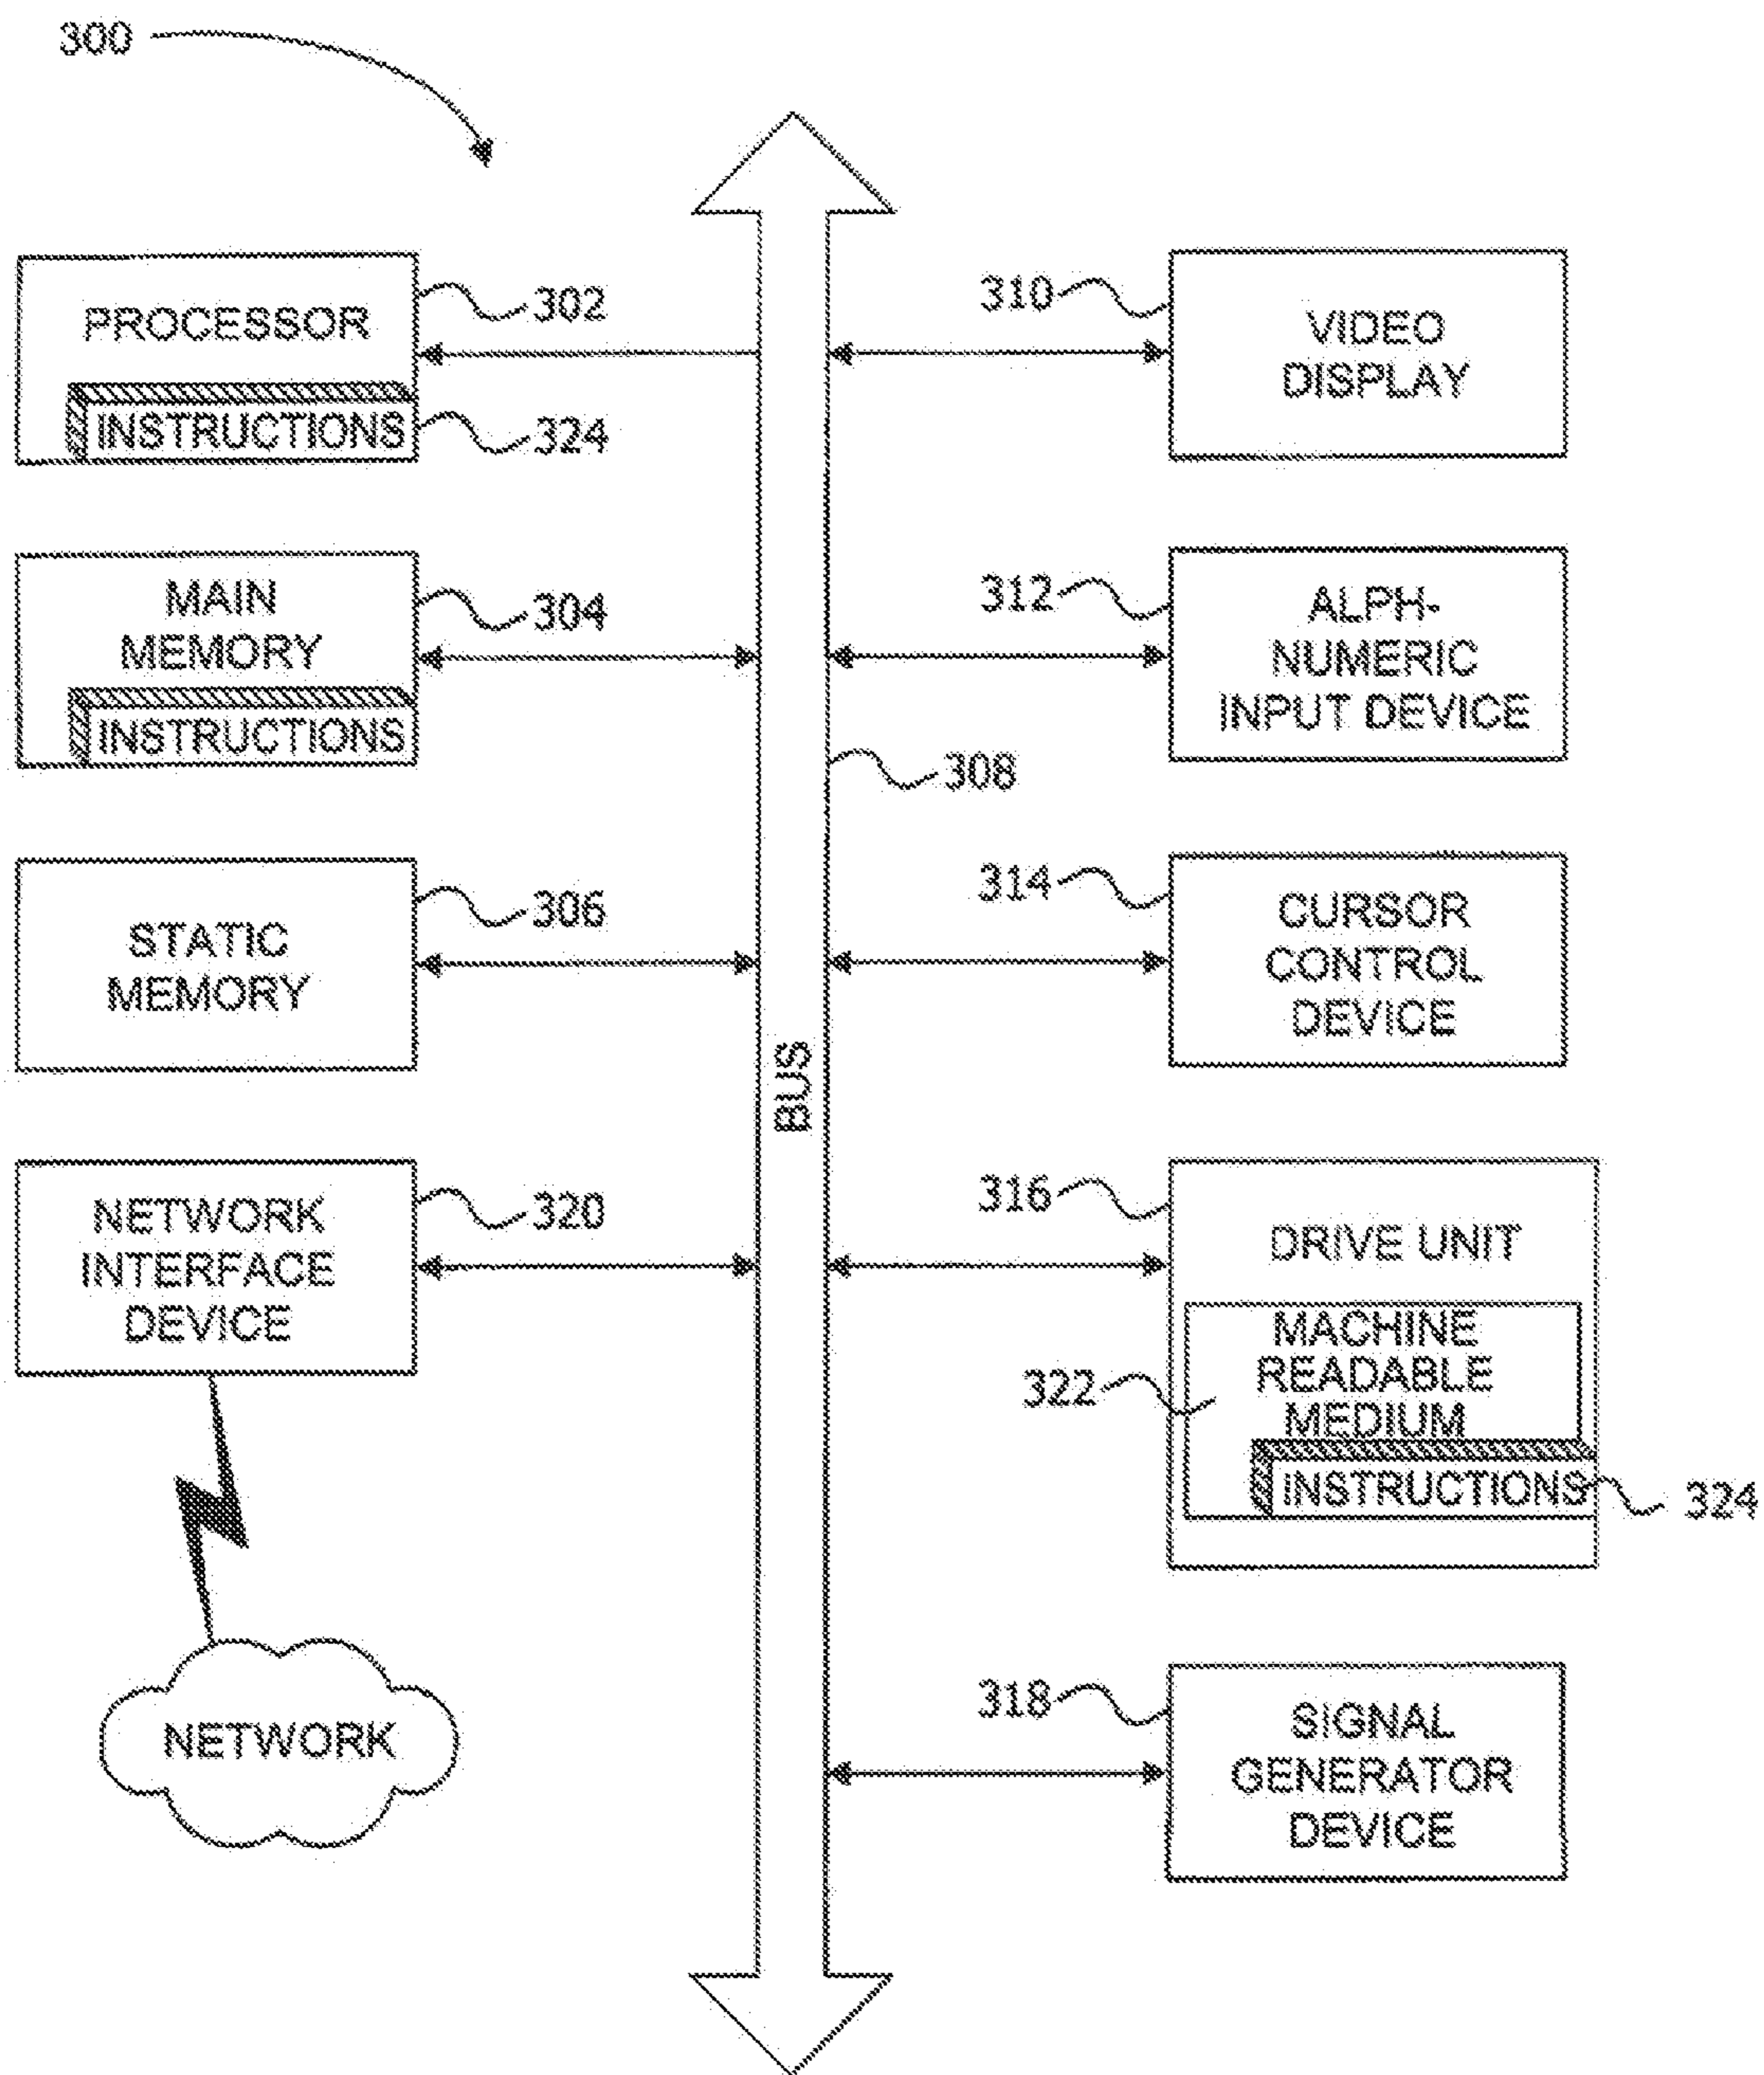 300
PROCESSOR
302
INSTRUCTIONS
324
MAIN
MEMORY
304
INSTRUCTIONS
STATIC
MEMORY
306
NETWORK
INTERFACE
DEVICE
320
NETWORK
BUS
308
310
VIDEO
DISPLAY
312
ALPH-
NUMERIC
INPUT DEVICE
314
CURSOR
CONTROL
DEVICE
316
DRIVE UNIT
322
MACHINE
READABLE
MEDIUM
INSTRUCTIONS
324
318
SIGNAL
GENERATOR
DEVICE